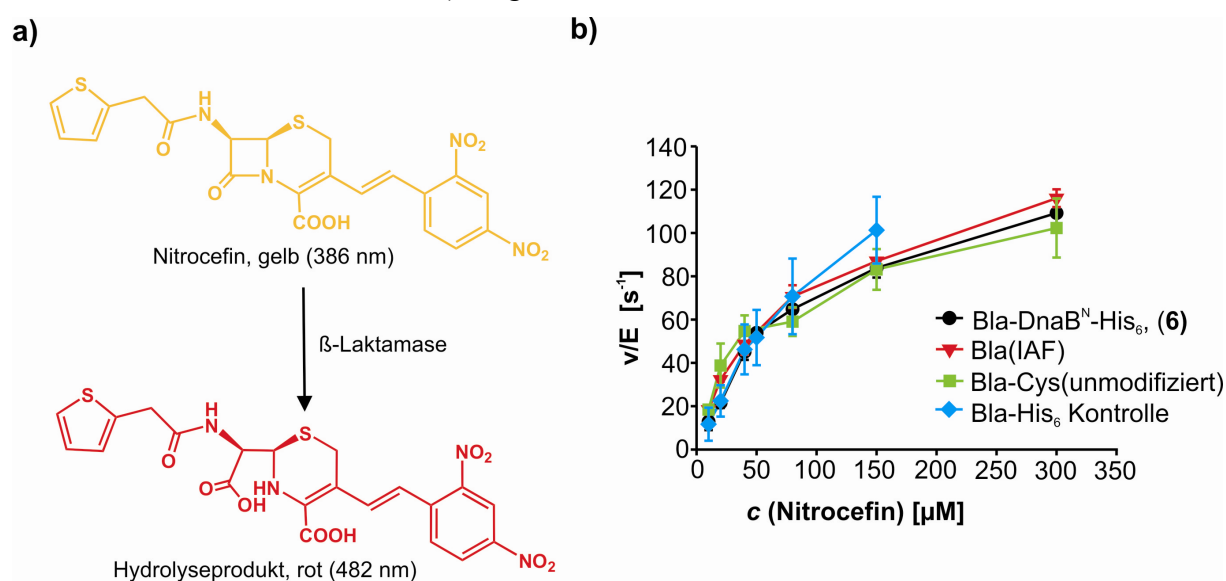 a)
S
H
N
S
O
O
N
COOH
NO₂
NO₂
Nitrocefin, gelb (386 nm)
ß-Laktamase
S
H
N
S
O
O
OH
HN
COOH
NO₂
NO₂
Hydrolyseprodukt, rot (482 nm)
b)
v/E [s⁻¹]
140
120
100
80
60
40
20
0
0 50 100 150 200 250 300 350
c (Nitrocefin) [µM]
Bla-DnaBᴺ-His₆, (6)
Bla(IAF)
Bla-Cys(unmodifiziert)
Bla-His₆ Kontrolle